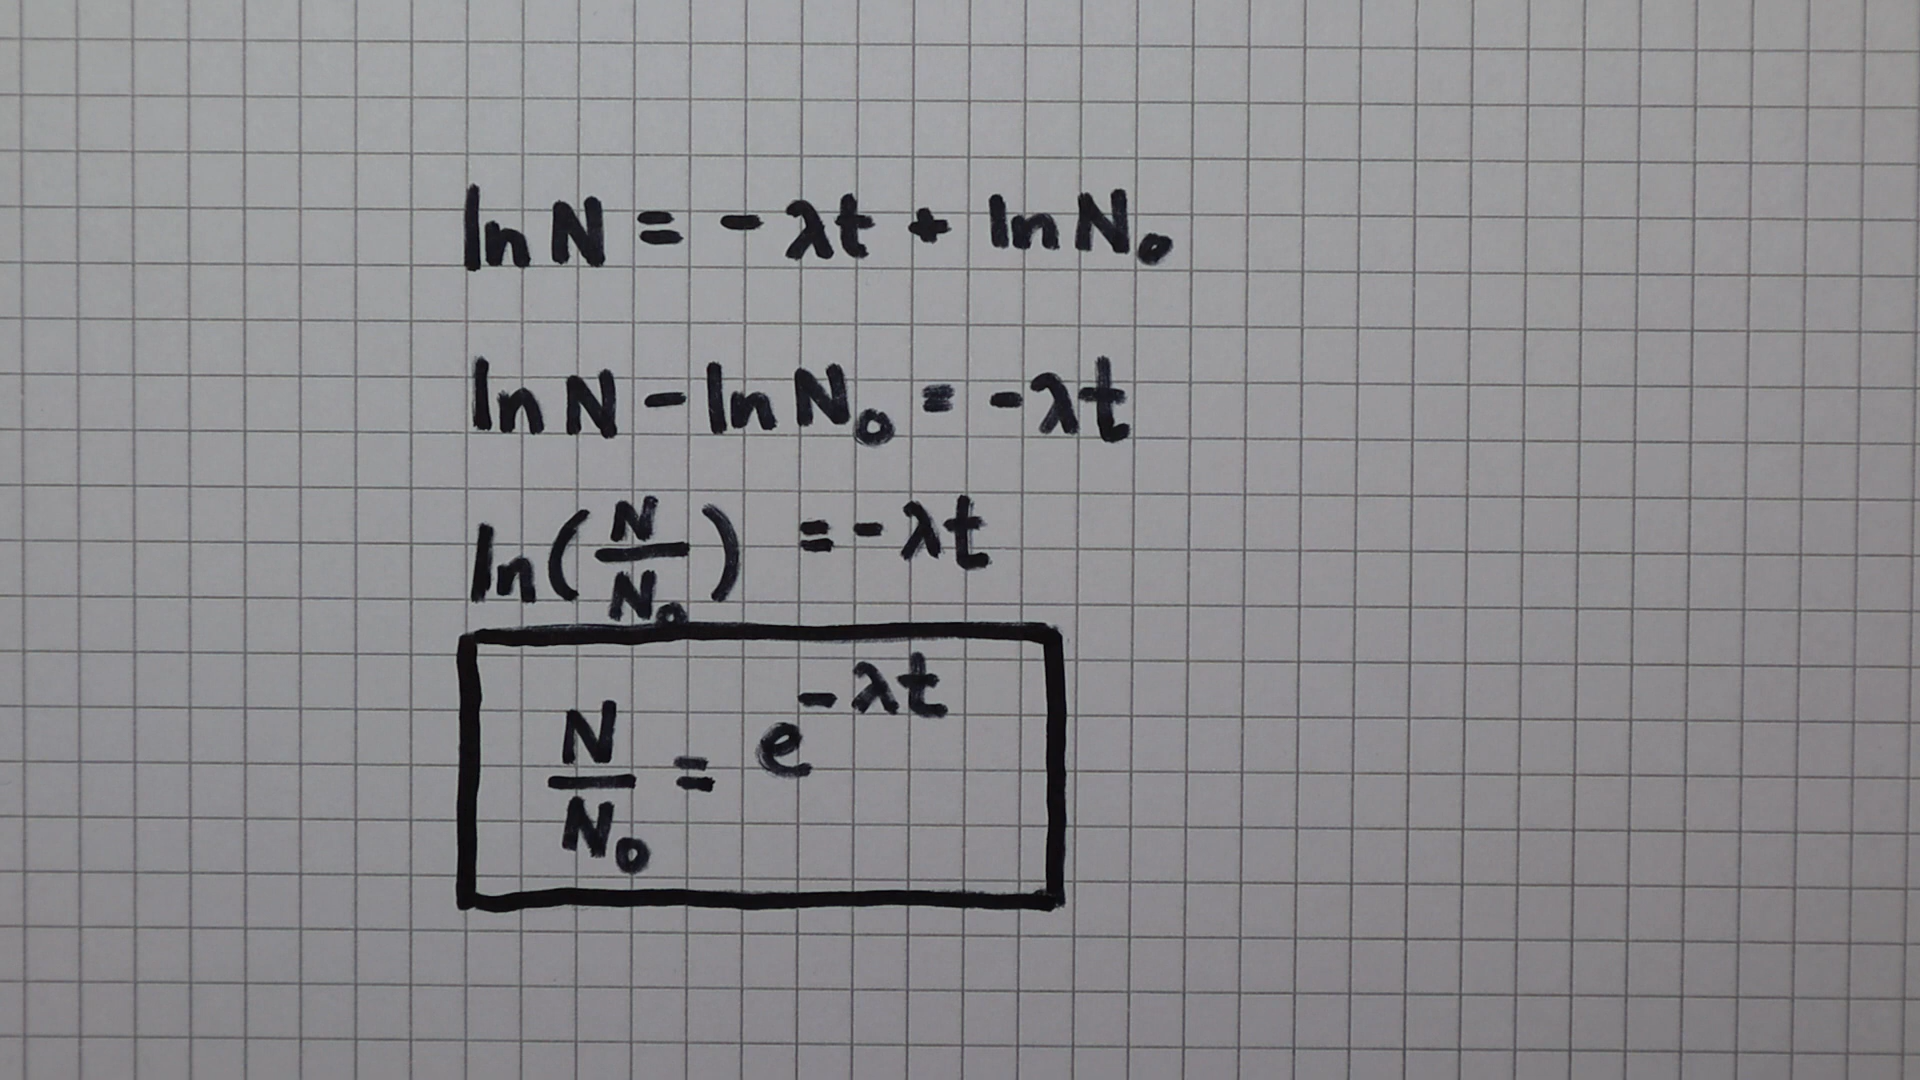 ln N = - λt + ln N₀
ln N - ln N₀ = -λt
ln(N/N₀) = -λt
N/N₀ = e^(-λt)